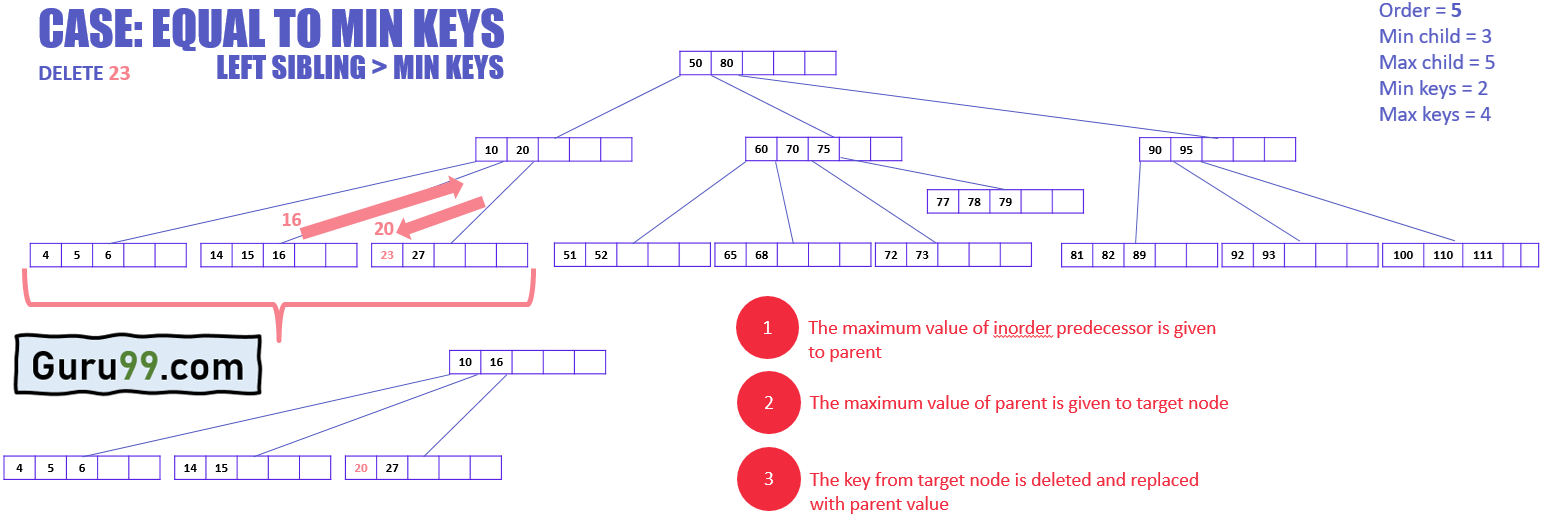 CASE: EQUAL TO MIN KEYS
DELETE 23
LEFT SIBLING > MIN KEYS
Order = 5
Min child = 3
Max child = 5
Min keys = 2
Max keys = 4
50 80
10 20
60 70 75
90 95
77 78 79
16
20
4 5 6
14 15 16
23 27
51 52
65 68
72 73
81 82 89
92 93
100 110 111
Guru99.com
10 16
4 5 6
14 15
20 27
1
The maximum value of inorder predecessor is given
to parent
2
The maximum value of parent is given to target node
3
The key from target node is deleted and replaced
with parent value